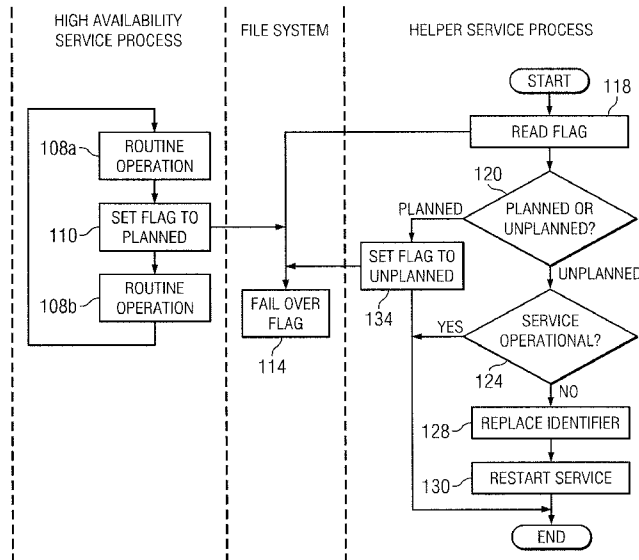 HIGH AVAILABILITY
SERVICE PROCESS
FILE SYSTEM
HELPER SERVICE PROCESS
START
118
READ FLAG
108a
ROUTINE
OPERATION
120
PLANNED OR
UNPLANNED?
PLANNED
UNPLANNED
110
SET FLAG TO
PLANNED
SET FLAG TO
UNPLANNED
134
108b
ROUTINE
OPERATION
FAIL OVER
FLAG
114
YES
SERVICE
OPERATIONAL?
124
NO
128
REPLACE IDENTIFIER
130
RESTART SERVICE
END